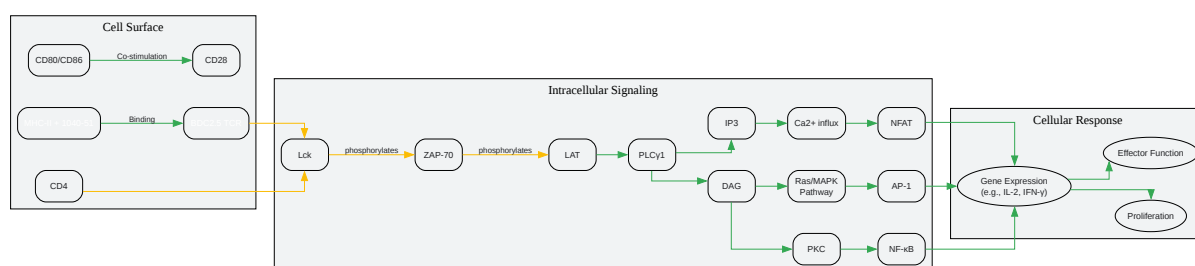 Cell Surface
CD80/CD86
Co-stimulation
CD28
Binding
CD4
Intracellular Signaling
Lck
phosphorylates
ZAP-70
phosphorylates
LAT
PLCγ1
IP3
Ca2+ influx
NFAT
DAG
Ras/MAPK
Pathway
AP-1
PKC
NF-κB
Cellular Response
Gene Expression
(e.g., IL-2, IFN-γ)
Effector Function
Proliferation